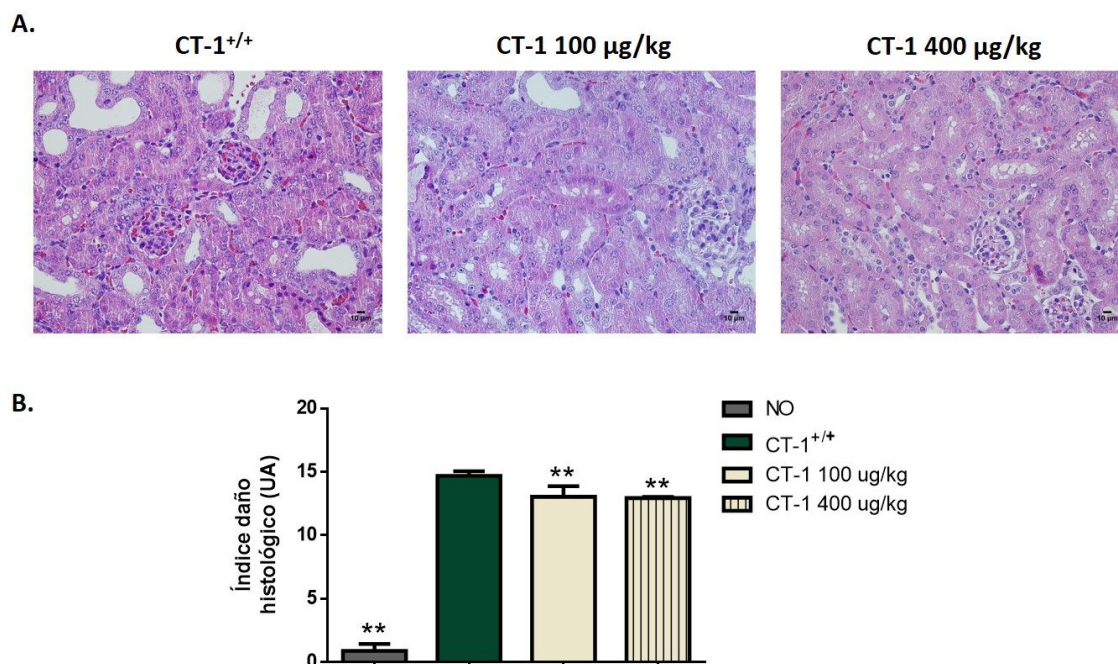 A.
CT-1+/+
CT-1 100 µg/kg
CT-1 400 µg/kg
10 µm
10 µm
10 µm
B.
Índice daño
histológico (UA)
20
15
10
5
0
**
**
**
NO
CT-1+/+
CT-1 100 ug/kg
CT-1 400 ug/kg